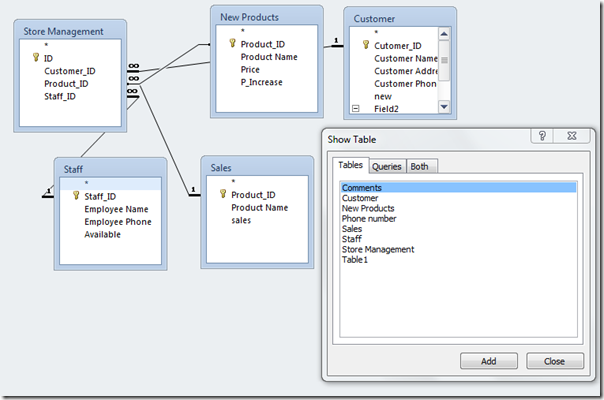 Store Management
*
ID
Customer_ID
Product_ID
Staff_ID
New Products
*
Product_ID
Product Name
Price
P_Increase
Customer
*
Cutomer_ID
Customer Name
Customer Addre
Customer Phon
new
Field2
∞
∞
∞
1
1
1
Staff
*
Staff_ID
Employee Name
Employee Phone
Available
Sales
*
Product_ID
Product Name
sales
Show Table
?
Tables
Queries
Both
Comments
Customer
New Products
Phone number
Sales
Staff
Store Management
Table1
Add
Close